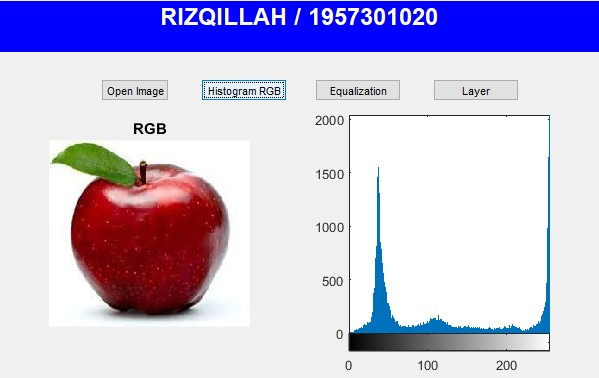 RIZQILLAH / 1957301020
Open Image
Histogram RGB
Equalization
Layer
RGB
2000
1500
1000
500
0
0
100
200